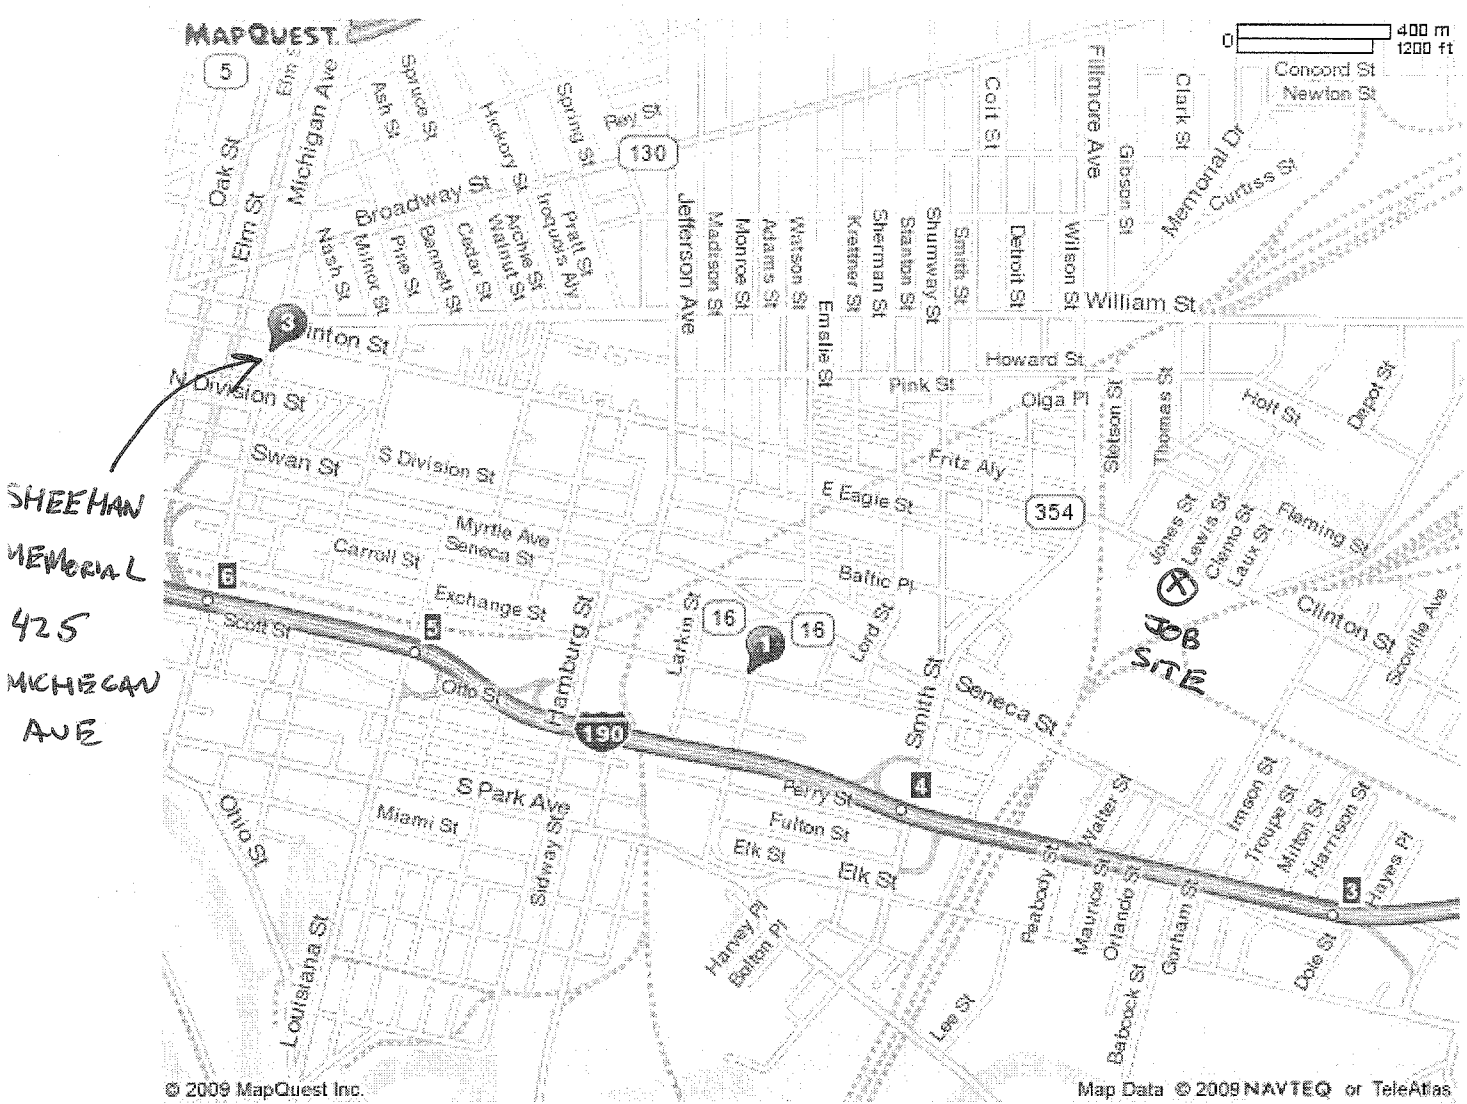 MAPQUEST
0
400 m
1200 ft
5
Elm S
Michigan Ave
Spruce St
Ash St
Hickory St
Spring St
Roy St
130
Coit St
Fillmore Ave
Clark St
Concord St
Newton St
Gibson St
Memorial Dr
Curtiss St
Oak St
Elm St
Broadway St
Nash St
B Milnor St
Pine St
Bennett St
Cedar St
Walnut St
Archie St
Iroquois Aly
Pratt St
Jefferson Ave
Madison St
Monroe St
Adams St
Watson St
Emslie St
Krettner St
Sherman St
Stanton St
Shumway St
Smith St
Detroit St
Wilson St
William St
3
inton St
Howard St
Pink St
Olga Pl
Stetson St
Thomas St
Holt St
Depot St
N Division St
Swan St
S Division St
Fritz Aly
E Eagle St
354
Jones St
Lewis St
Clemo St
Laux St
Fleming St
SHEEHAN
MEMORIAL
425
MICHEGAN
AVE
Myrtle Ave
Seneca St
Carroll St
Exchange St
Baltic Pl
X
JOB
SITE
Clinton St
Scoville Ave
6
5
Scott St
Otto St
Hamburg St
Larkin St
16
1
16
Lord St
Smith St
Seneca St
190
4
Perry St
Fulton St
Elk St
Elk St
S Park Ave
Miami St
Sidway St
Ohio St
Louisiana St
Harvey Pl
Bolton Pl
Lee St
Peabody St
Walter St
Maurice St
Orlando St
Babcock St
Gorham St
Imson St
Troupe St
Milton St
Harrison St
Hayes Pl
3
Dole St
© 2009 MapQuest Inc.
Map Data © 2009 NAVTEQ or TeleAtlas